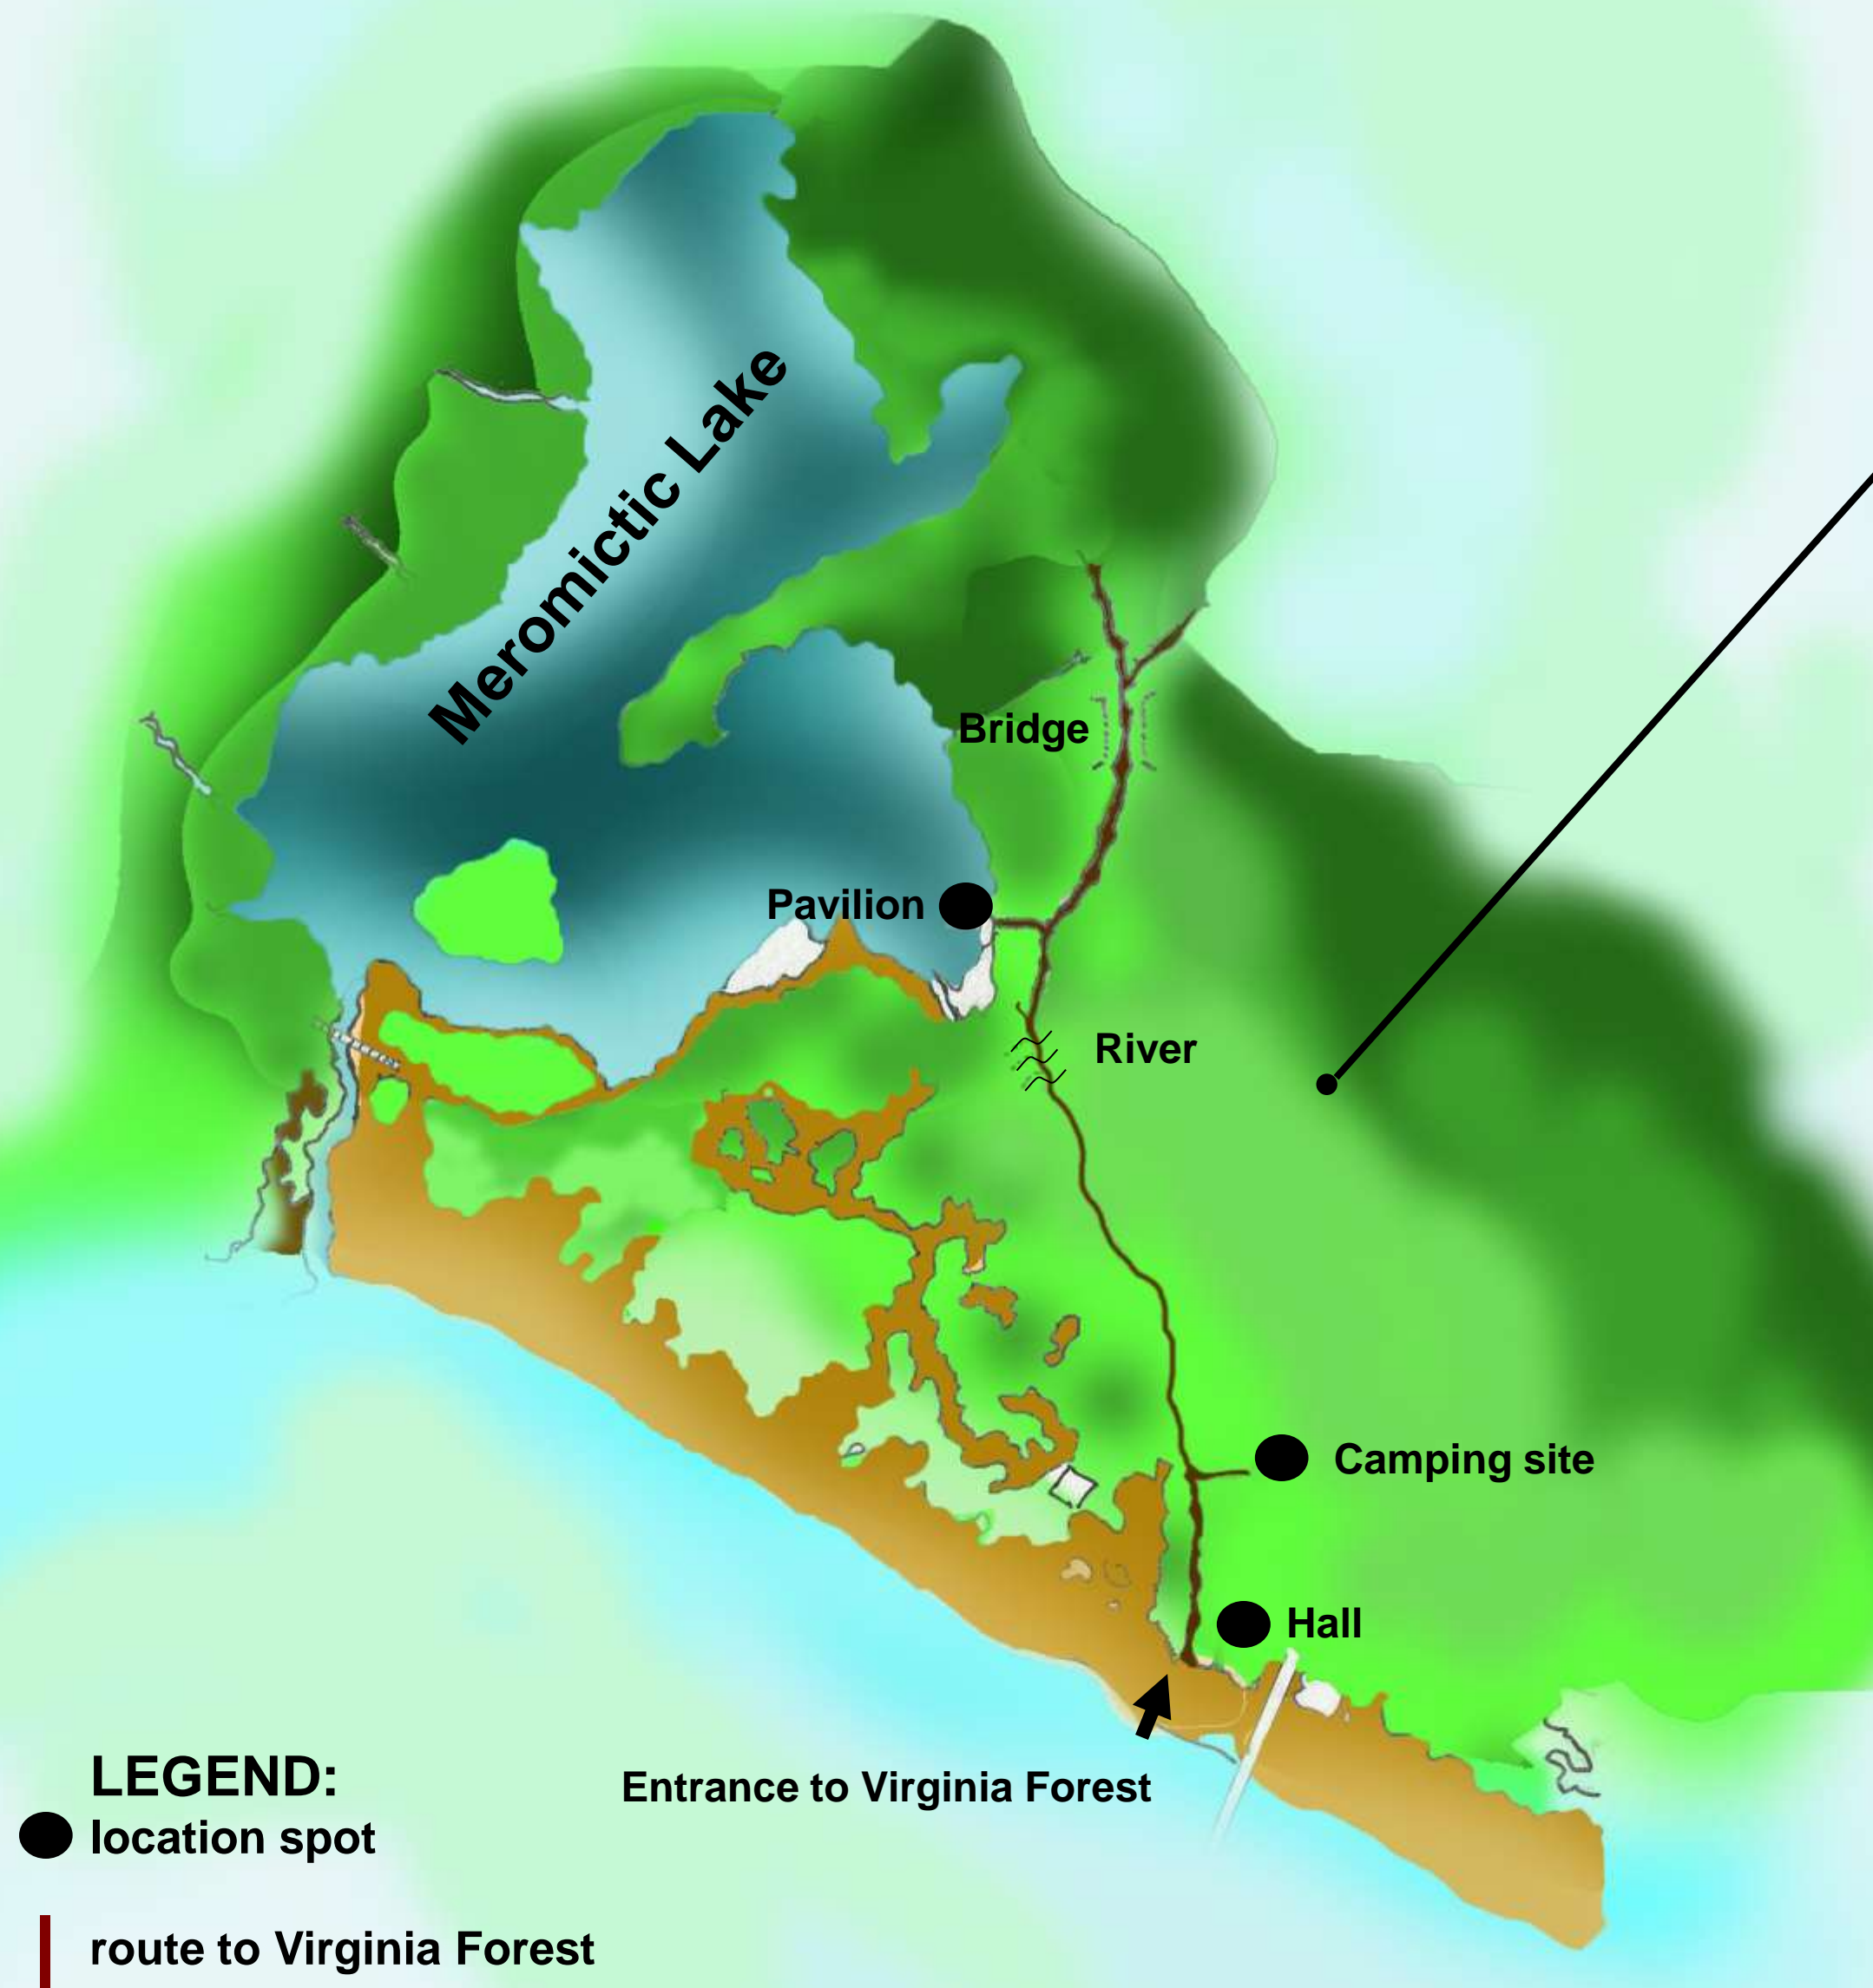 Meromictic Lake
Bridge
Pavilion
River
Camping site
Hall
Entrance to Virginia Forest
LEGEND:
location spot
route to Virginia Forest